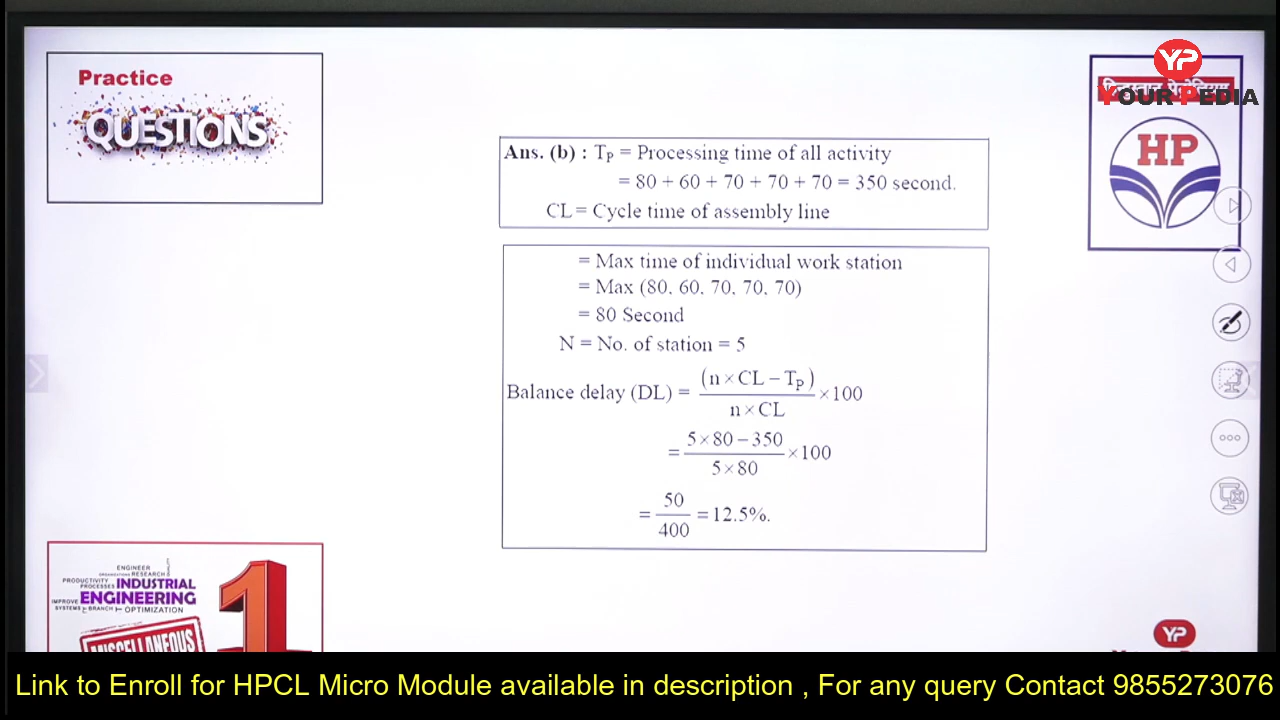 Practice
QUESTIONS
YP
YOUR PEDIA
HP
Ans. (b) : T_P = Processing time of all activity
= 80 + 60 + 70 + 70 + 70 = 350 second.
CL = Cycle time of assembly line
= Max time of individual work station
= Max (80, 60, 70, 70, 70)
= 80 Second
N = No. of station = 5
Balance delay (DL) = (n × CL − T_P) / n × CL × 100
= 5 × 80 − 350 / 5 × 80 × 100
= 50 / 400 = 12.5%.
ENGINEER
ORGANIZATIONS RESEARCH
PRODUCTIVITY
PROCESSES INDUSTRIAL
IMPROVE ENGINEERING
SYSTEMS BRANCH IT OPTIMIZATION
MISCELLANEOUS
1
YP
Link to Enroll for HPCL Micro Module available in description , For any query Contact 9855273076